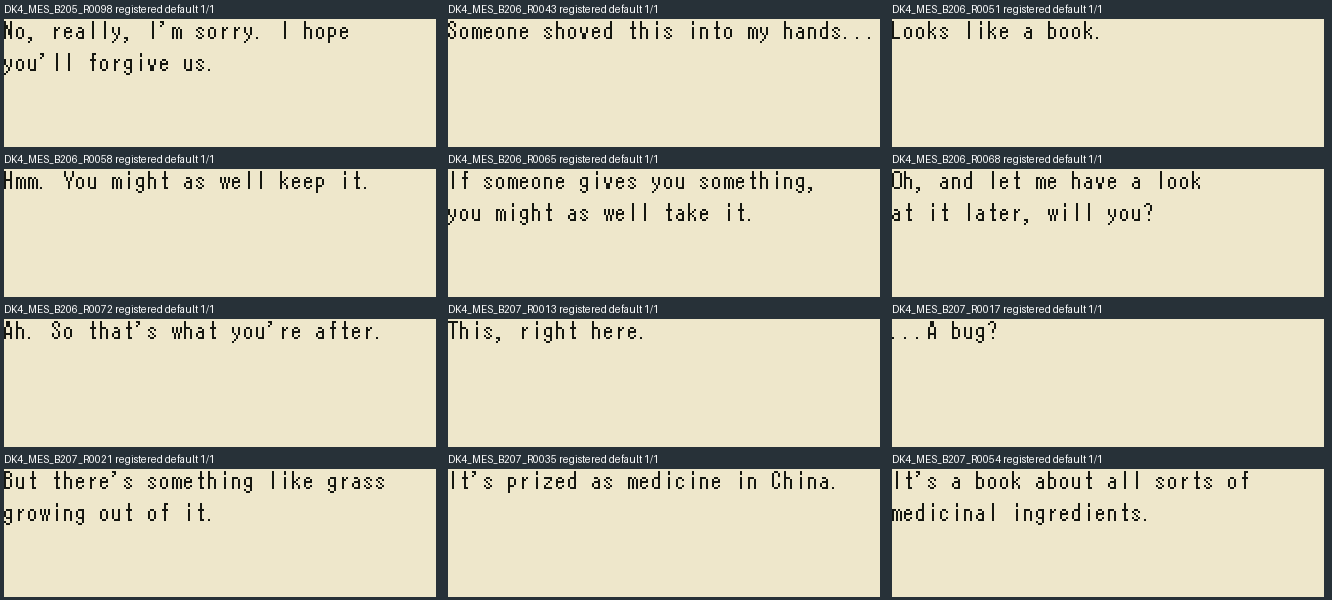 DK4_MES_B205_R0098 registered default 1/1
No, really, I'm sorry. I hope
you'll forgive us.
DK4_MES_B206_R0043 registered default 1/1
Someone shoved this into my hands...
DK4_MES_B206_R0051 registered default 1/1
Looks like a book.
DK4_MES_B206_R0058 registered default 1/1
Hmm. You might as well keep it.
DK4_MES_B206_R0065 registered default 1/1
If someone gives you something,
you might as well take it.
DK4_MES_B206_R0068 registered default 1/1
Oh, and let me have a look
at it later, will you?
DK4_MES_B206_R0072 registered default 1/1
Ah. So that's what you're after.
DK4_MES_B207_R0013 registered default 1/1
This, right here.
DK4_MES_B207_R0017 registered default 1/1
...A bug?
DK4_MES_B207_R0021 registered default 1/1
But there's something like grass
growing out of it.
DK4_MES_B207_R0035 registered default 1/1
It's prized as medicine in China.
DK4_MES_B207_R0054 registered default 1/1
It's a book about all sorts of
medicinal ingredients.